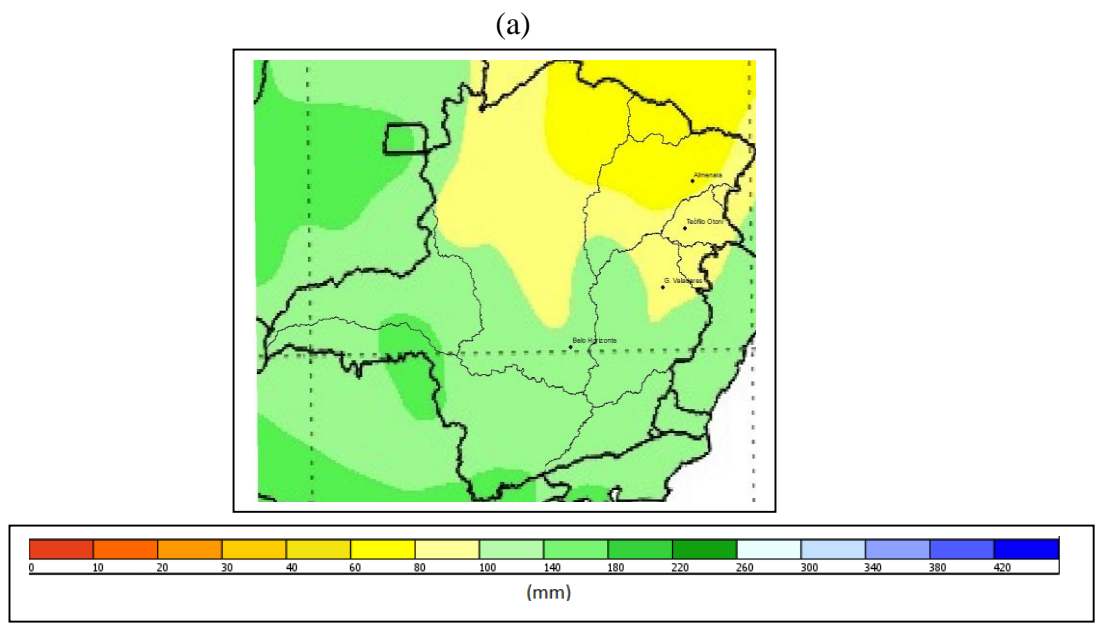 (a)
Almenara
Teófilo Otoni
G. Valadares
Belo Horizonte
0 10 20 30 40 60 80 100 140 180 220 260 300 340 380 420
(mm)